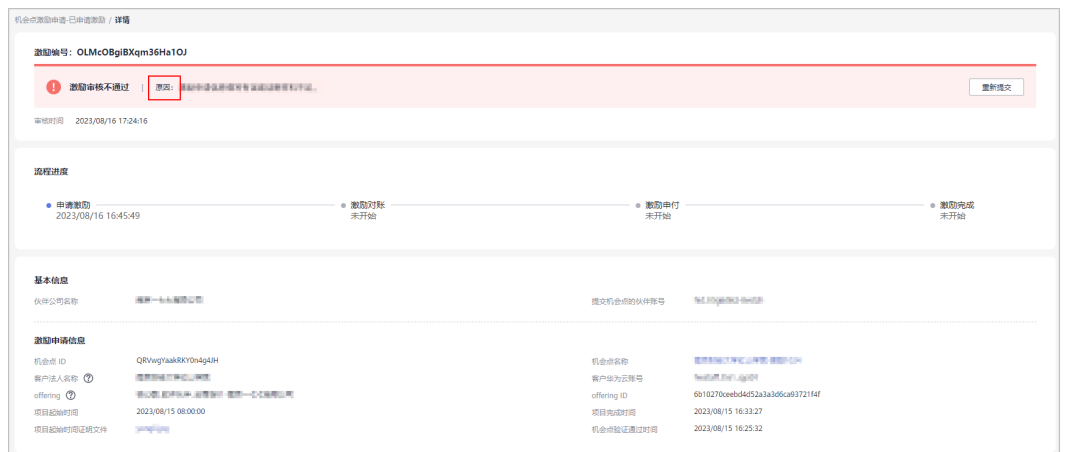 机会点激励申请-已申请激励 / 详情
激励编号：OLMcOBgiBXqm36Ha1OJ
激励审核不通过 | 原因：
重新提交
审核时间 2023/08/16 17:24:16
流程进度
申请激励 激励对账 激励申付 激励完成
2023/08/16 16:45:49 未开始 未开始 未开始
基本信息
伙伴公司名称 提交机会点的伙伴账号
激励申请信息
机会点 ID QRVwgYaakRKY0n4g4JH 机会点名称
客户法人名称 客户华为云账号
offering offering ID 6b10270ceebd4d52a3a3d6ca93721f4f
项目起始时间 2023/08/15 08:00:00 项目完成时间 2023/08/15 16:33:27
项目起始时间证明文件 机会点验证通过时间 2023/08/15 16:25:32